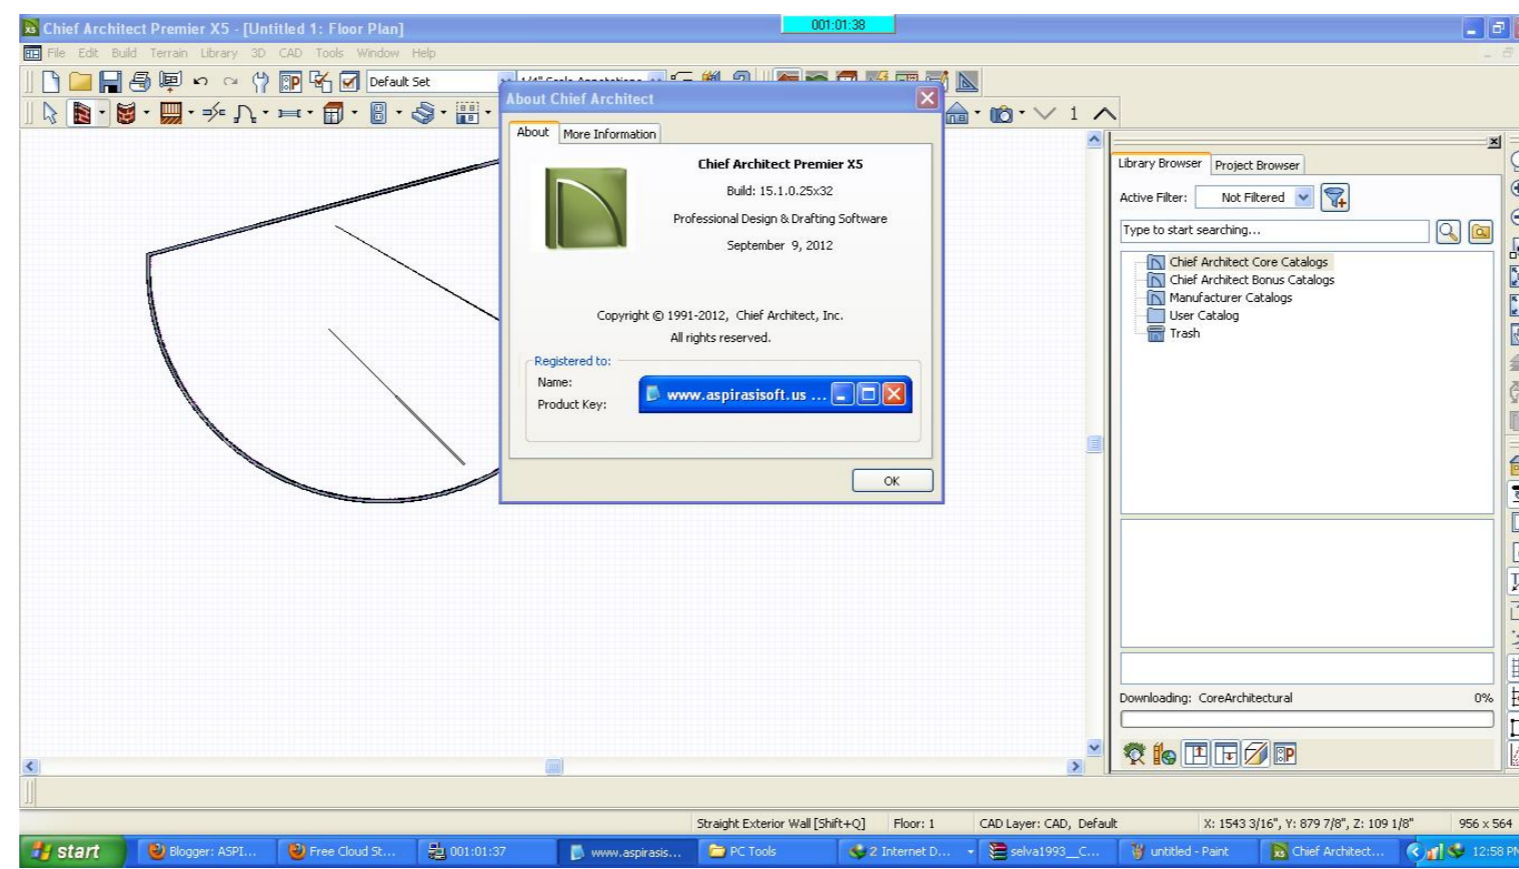 Chief Architect Premier X5 - [Untitled 1: Floor Plan]
001:01:38
File Edit Build Terrain Library 3D CAD Tools Window Help
Default Set
1 
About Chief Architect
About More Information
Chief Architect Premier X5
Build: 15.1.0.25x32
Professional Design & Drafting Software
September 9, 2012
Copyright © 1991-2012, Chief Architect, Inc.
All rights reserved.
Registered to:
Name:
Product Key:
www.aspirasisoft.us ...
OK
Library Browser Project Browser
Active Filter: Not Filtered
Type to start searching...
Chief Architect Core Catalogs
Chief Architect Bonus Catalogs
Manufacturer Catalogs
User Catalog
Trash
Downloading: CoreArchitectural 0%
Straight Exterior Wall [Shift+Q] Floor: 1 CAD Layer: CAD, Default X: 1543 3/16", Y: 879 7/8", Z: 109 1/8" 956 x 564
start Blogger: ASPI... Free Cloud St... 001:01:37 www.aspirasis... PC Tools 2 Internet D... selva1993__C... untitled - Paint Chief Architect... 12:58 PM